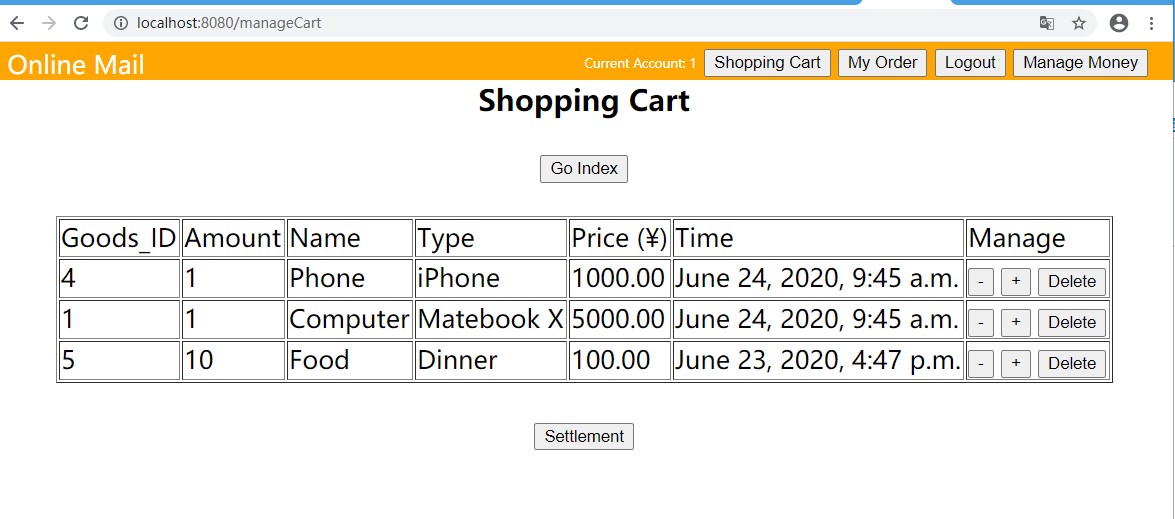 localhost:8080/manageCart
Online Mail Current Account: 1 Shopping Cart My Order Logout Manage Money
Shopping Cart
Go Index
Goods_ID Amount Name Type Price (¥) Time Manage
4 1 Phone iPhone 1000.00 June 24, 2020, 9:45 a.m. - + Delete
1 1 Computer Matebook X 5000.00 June 24, 2020, 9:45 a.m. - + Delete
5 10 Food Dinner 100.00 June 23, 2020, 4:47 p.m. - + Delete
Settlement